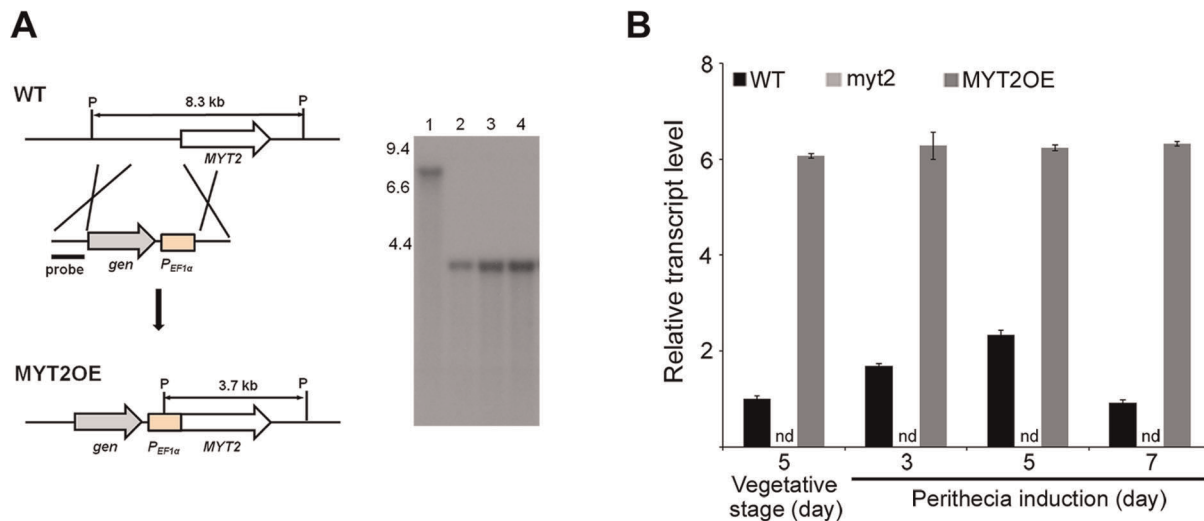 A
WT
P
8.3 kb
P
MYT2
probe
gen
PEF1α
MYT2OE
P
3.7 kb
P
gen
PEF1α
MYT2
1 2 3 4
9.4
6.6
4.4
B
WT
myt2
MYT2OE
Relative transcript level
8
6
4
2
nd
nd
nd
nd
5
3
5
7
Vegetative
stage (day)
Perithecia induction (day)